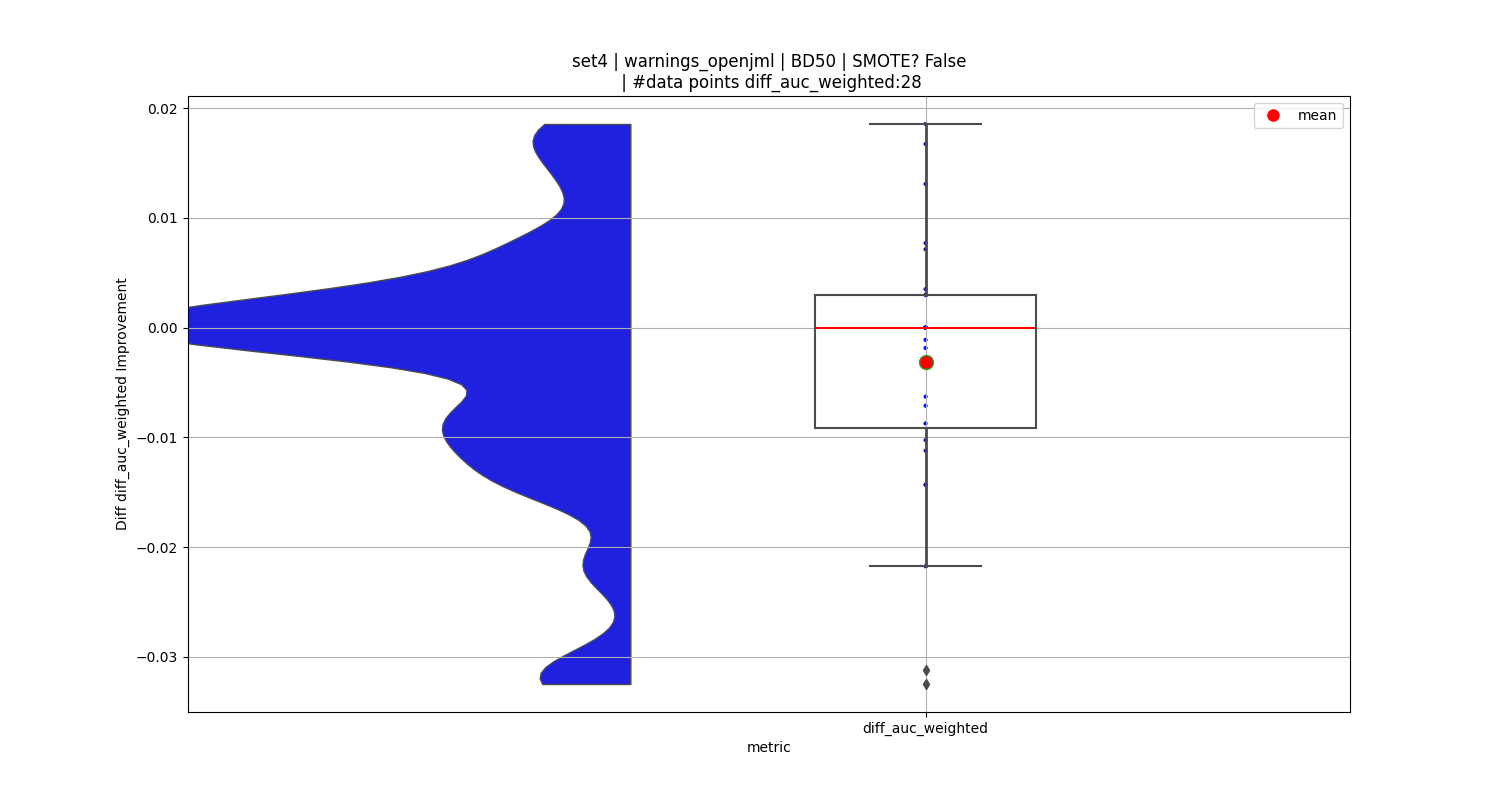 set4 | warnings_openjml | BD50 | SMOTE? False
| #data points diff_auc_weighted:28
mean
0.02
0.01
0.00
−0.01
−0.02
−0.03
Diff diff_auc_weighted Improvement
diff_auc_weighted
metric